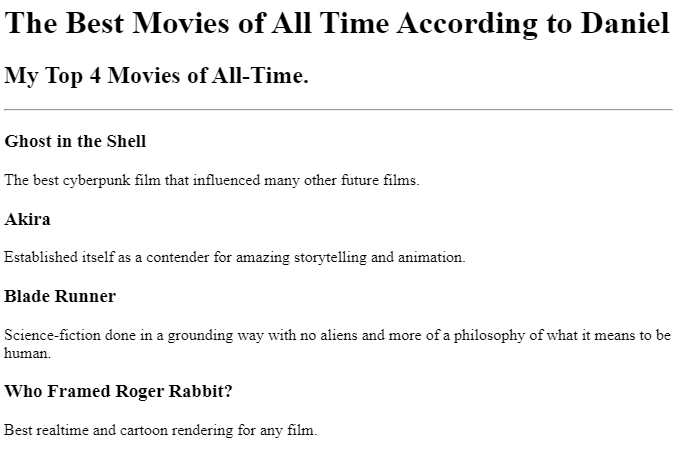 The Best Movies of All Time According to Daniel
My Top 4 Movies of All-Time.
Ghost in the Shell
The best cyberpunk film that influenced many other future films.
Akira
Established itself as a contender for amazing storytelling and animation.
Blade Runner
Science-fiction done in a grounding way with no aliens and more of a philosophy of what it means to be
human.
Who Framed Roger Rabbit?
Best realtime and cartoon rendering for any film.